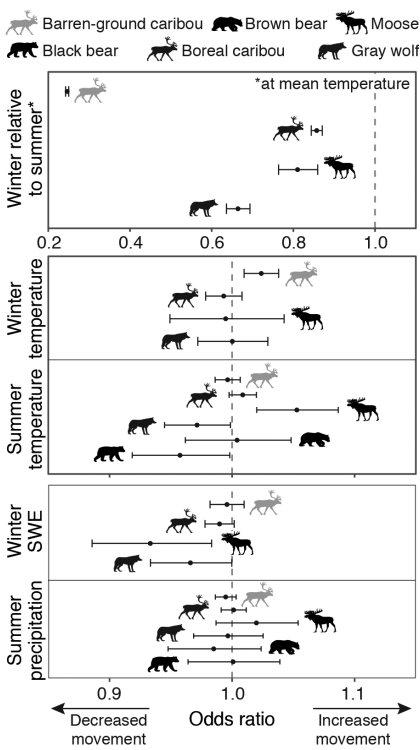 Barren-ground caribou Brown bear Moose
Black bear Boreal caribou Gray wolf
*at mean temperature
Winter relative
to summer*
0.2 0.4 0.6 0.8 1.0
Winter
temperature
Summer
temperature
Winter
SWE
Summer
precipitation
0.9 1.0 1.1
Decreased
movement
Odds ratio
Increased
movement